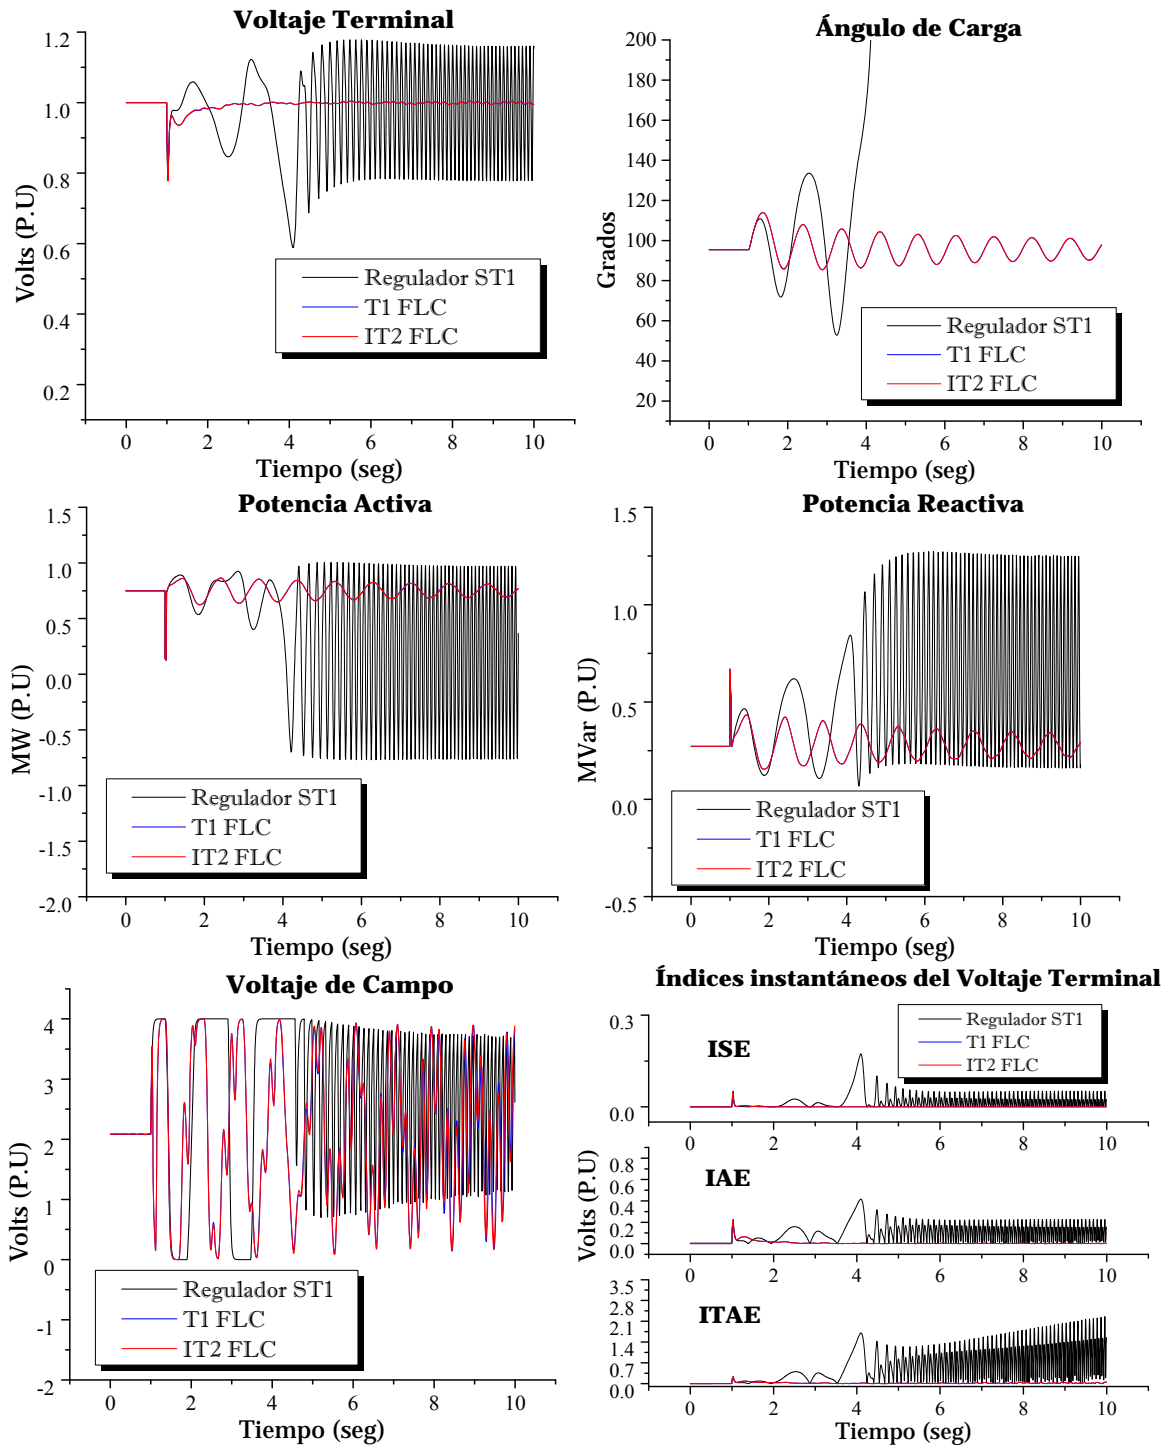 Voltaje Terminal
1.2
1.0
0.8
0.6
0.4
0.2
Volts (P.U)
Regulador ST1
T1 FLC
IT2 FLC
0 2 4 6 8 10
Tiempo (seg)
Ángulo de Carga
200
180
160
140
120
100
80
60
40
20
Grados
Regulador ST1
T1 FLC
IT2 FLC
0 2 4 6 8 10
Tiempo (seg)
Potencia Activa
1.5
1.0
0.5
0.0
-0.5
-1.0
-1.5
-2.0
MW (P.U)
Regulador ST1
T1 FLC
IT2 FLC
0 2 4 6 8 10
Tiempo (seg)
Potencia Reactiva
1.5
1.0
0.5
0.0
-0.5
MVar (P.U)
Regulador ST1
T1 FLC
IT2 FLC
0 2 4 6 8 10
Tiempo (seg)
Voltaje de Campo
4
3
2
1
0
-1
-2
Volts (P.U)
Regulador ST1
T1 FLC
IT2 FLC
0 2 4 6 8 10
Tiempo (seg)
Índices instantáneos del Voltaje Terminal
Regulador ST1
T1 FLC
IT2 FLC
0.3
0.0
ISE
0 2 4 6 8 10
Volts (P.U)
0.8
0.6
0.4
0.2
0.0
IAE
0 2 4 6 8 10
3.5
2.8
2.1
1.4
0.7
0.0
ITAE
0 2 4 6 8 10
Tiempo (seg)